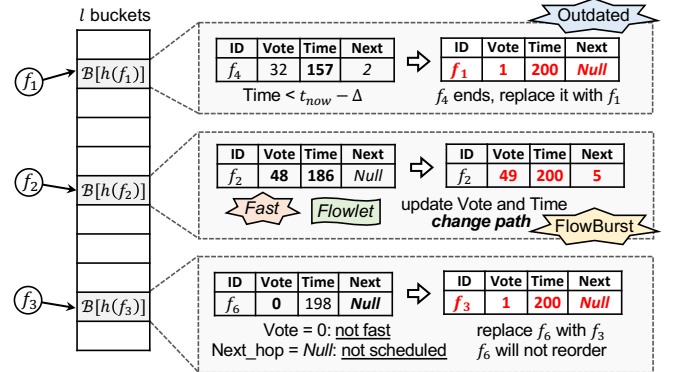 l buckets
f₁
B[h(f₁)]
Outdated
ID Vote Time Next
f₄ 32 157 2
Time < t_now − Δ
ID Vote Time Next
f₁ 1 200 Null
f₄ ends, replace it with f₁
f₂
B[h(f₂)]
ID Vote Time Next
f₂ 48 186 Null
Fast Flowlet
ID Vote Time Next
f₂ 49 200 5
update Vote and Time
change path
FlowBurst
f₃
B[h(f₃)]
ID Vote Time Next
f₆ 0 198 Null
Vote = 0: not fast
Next_hop = Null: not scheduled
ID Vote Time Next
f₃ 1 200 Null
replace f₆ with f₃
f₆ will not reorder